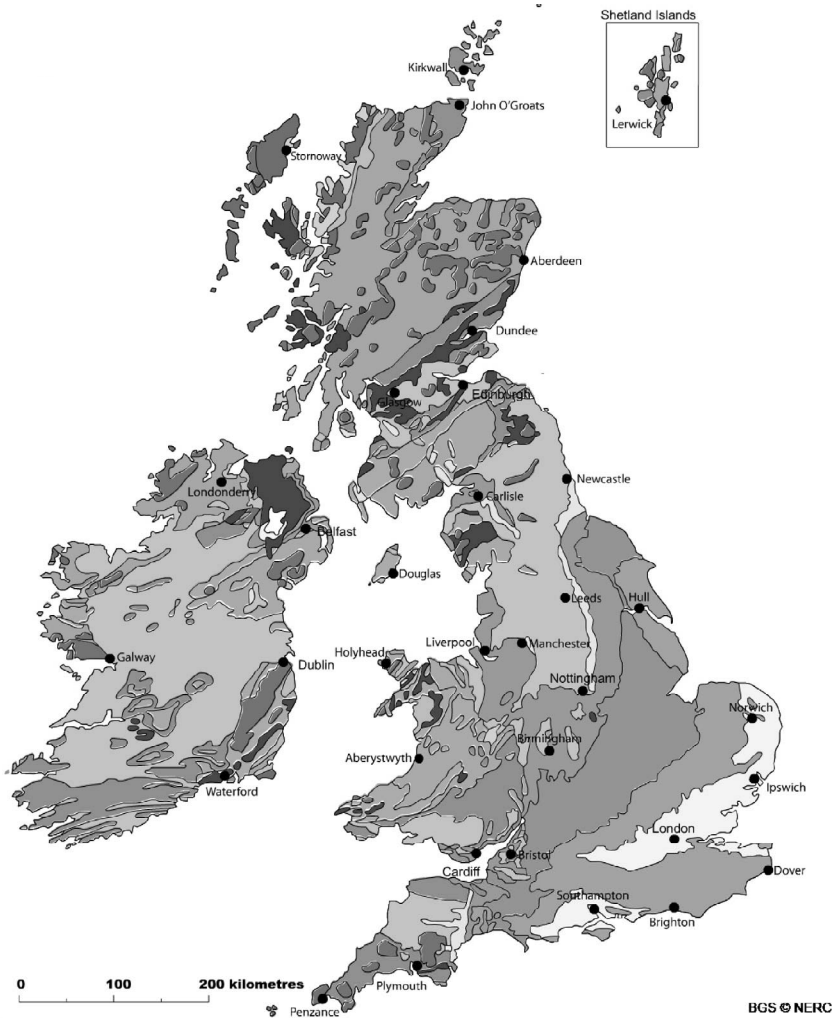 Shetland Islands
Kirkwall
John O'Groats
Lerwick
Stornoway
Aberdeen
Dundee
Edinburgh
Glasgow
Newcastle
Londonderry
Carlisle
Belfast
Douglas
Leeds
Hull
Liverpool
Manchester
Galway
Dublin
Holyhead
Nottingham
Norwich
Birmingham
Aberystwyth
Waterford
Ipswich
London
Bristol
Cardiff
Dover
Southampton
Brighton
0 100 200 kilometres
Plymouth
Penzance
BGS © NERC